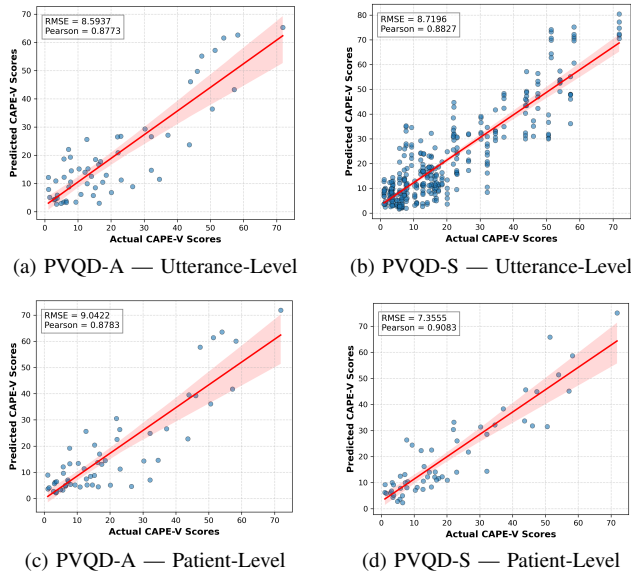 RMSE = 8.5937
Pearson = 0.8773
Predicted CAPE-V Scores
70
60
50
40
30
20
10
0
0 10 20 30 40 50 60 70
Actual CAPE-V Scores
(a) PVQD-A — Utterance-Level
RMSE = 8.7196
Pearson = 0.8827
Predicted CAPE-V Scores
80
70
60
50
40
30
20
10
0
0 10 20 30 40 50 60 70
Actual CAPE-V Scores
(b) PVQD-S — Utterance-Level
RMSE = 9.0422
Pearson = 0.8783
Predicted CAPE-V Scores
70
60
50
40
30
20
10
0
0 10 20 30 40 50 60 70
Actual CAPE-V Scores
(c) PVQD-A — Patient-Level
RMSE = 7.3555
Pearson = 0.9083
Predicted CAPE-V Scores
70
60
50
40
30
20
10
0
0 10 20 30 40 50 60 70
Actual CAPE-V Scores
(d) PVQD-S — Patient-Level